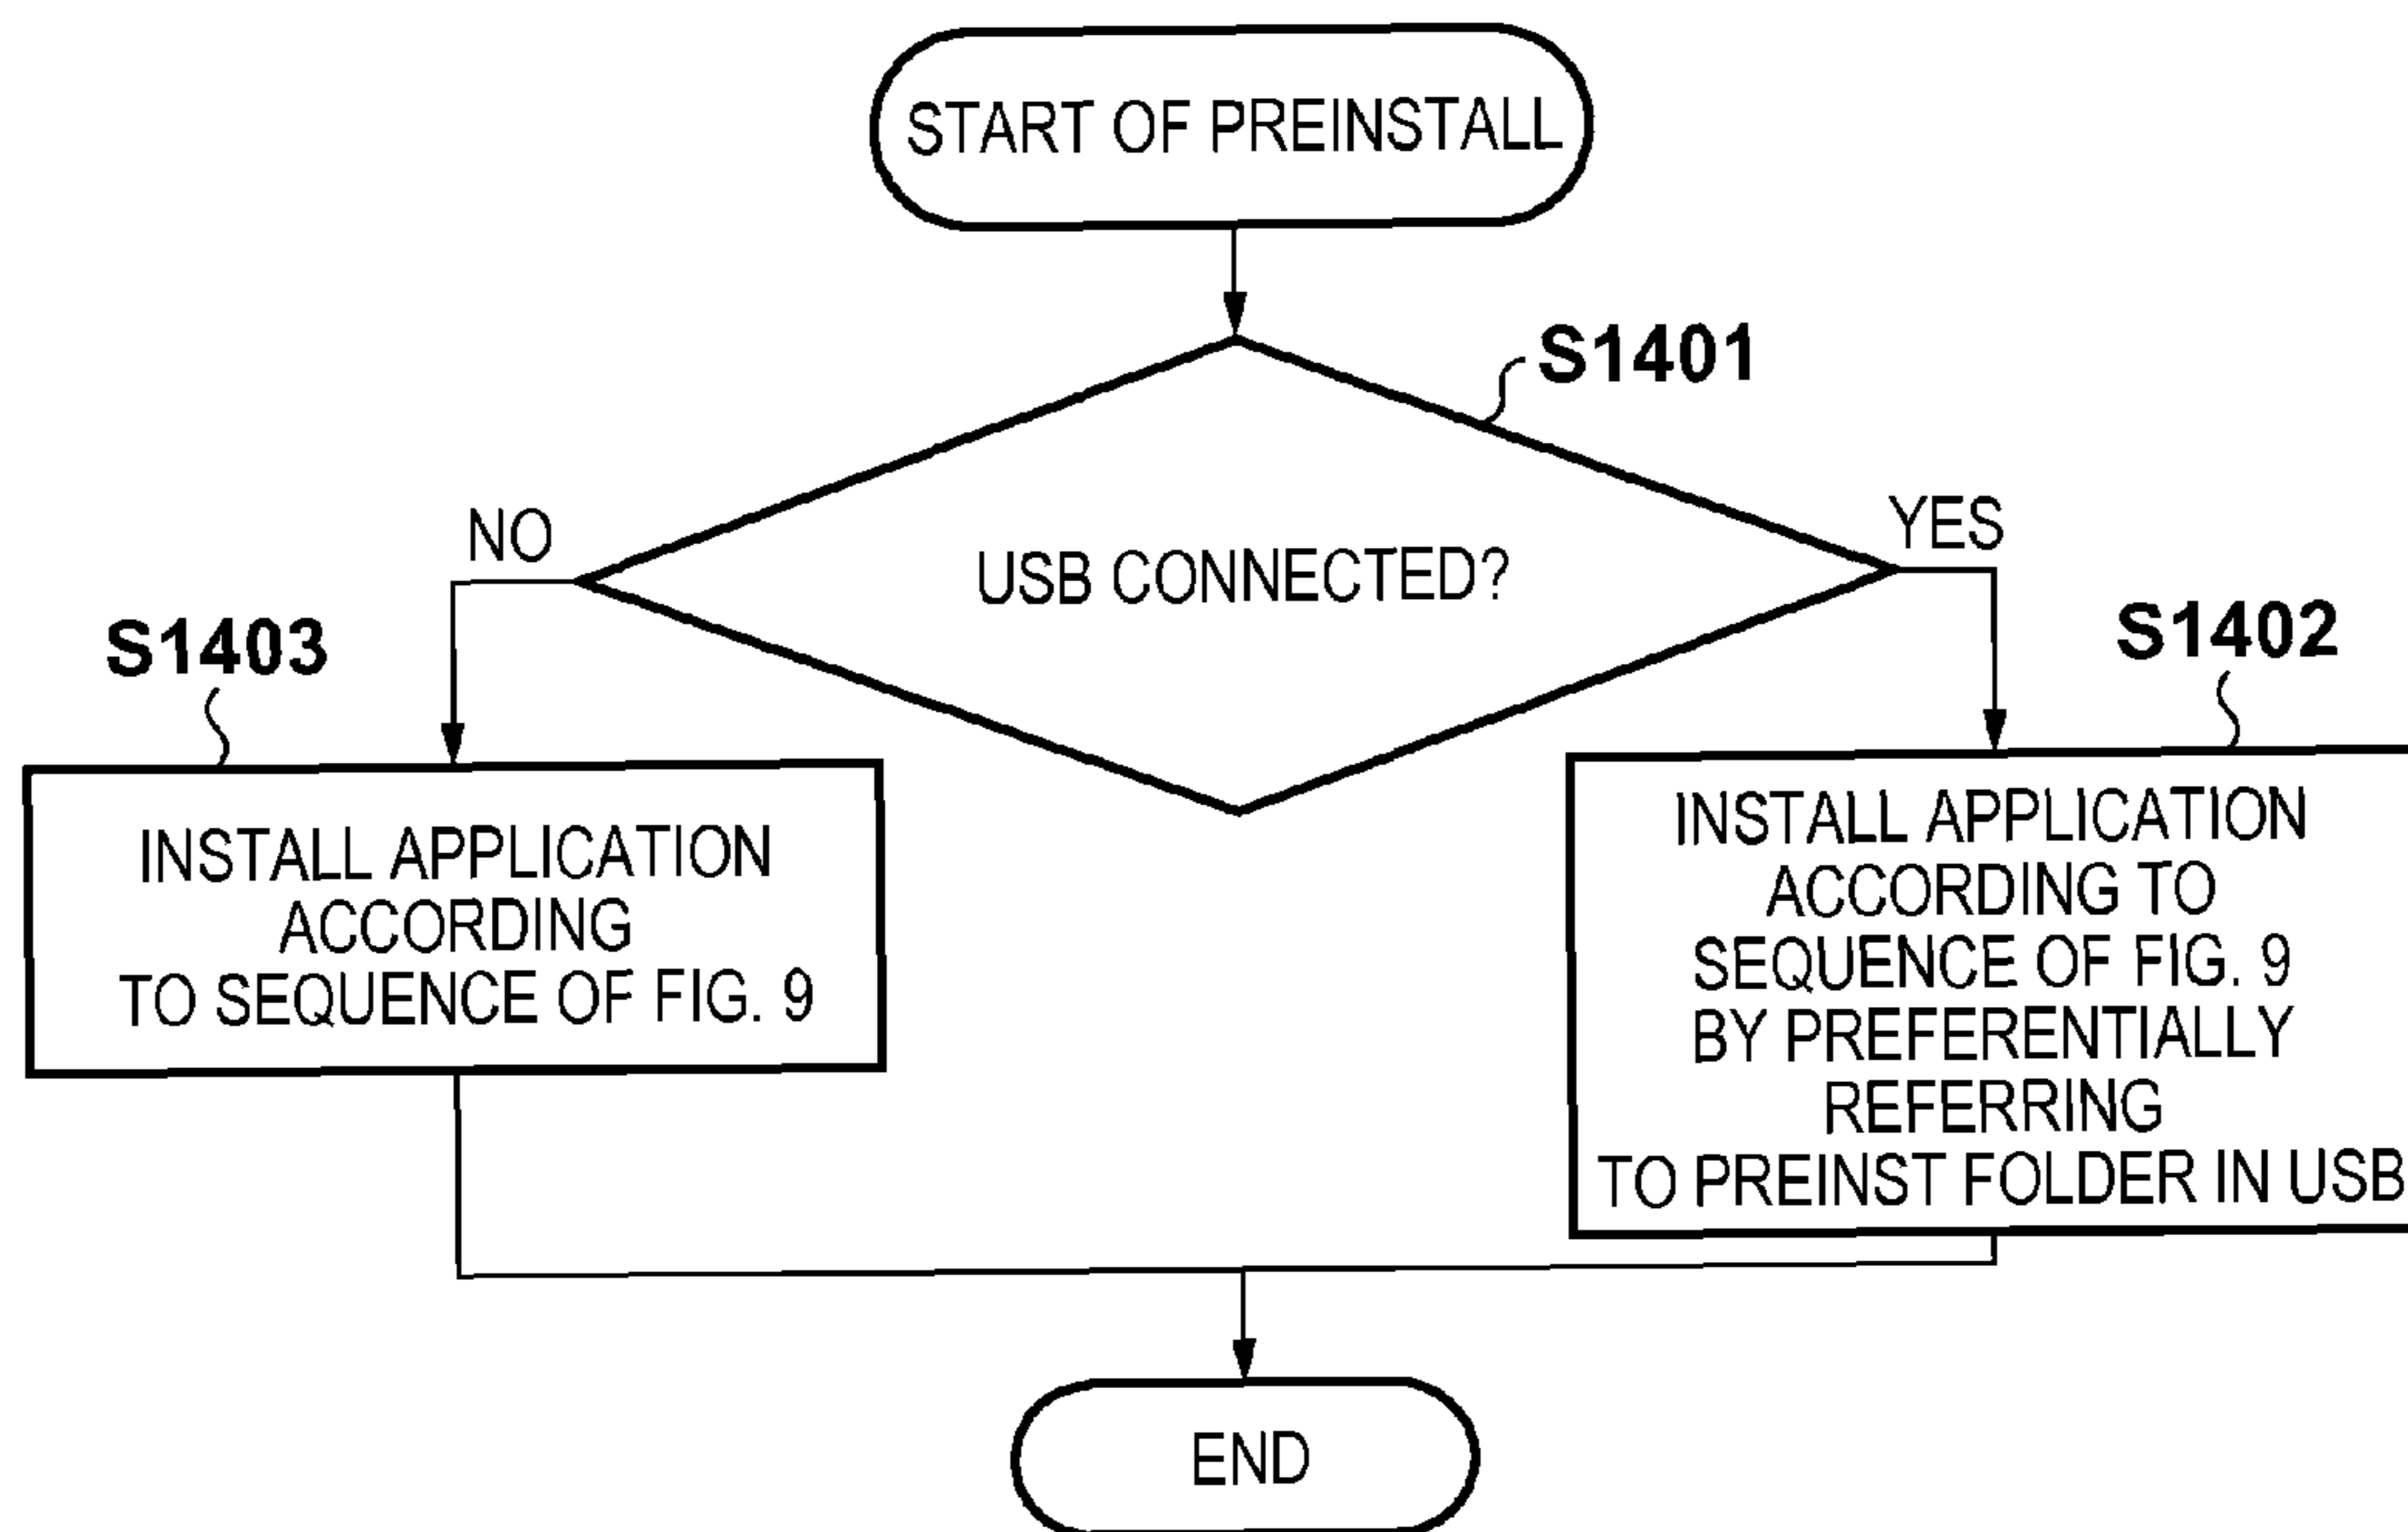 START OF PREINSTALL
S1401
USB CONNECTED?
NO
YES
S1403
S1402
INSTALL APPLICATION
ACCORDING
TO SEQUENCE OF FIG. 9
INSTALL APPLICATION
ACCORDING TO
SEQUENCE OF FIG. 9
BY PREFERENTIALLY
REFERRING
TO PREINST FOLDER IN USB
END